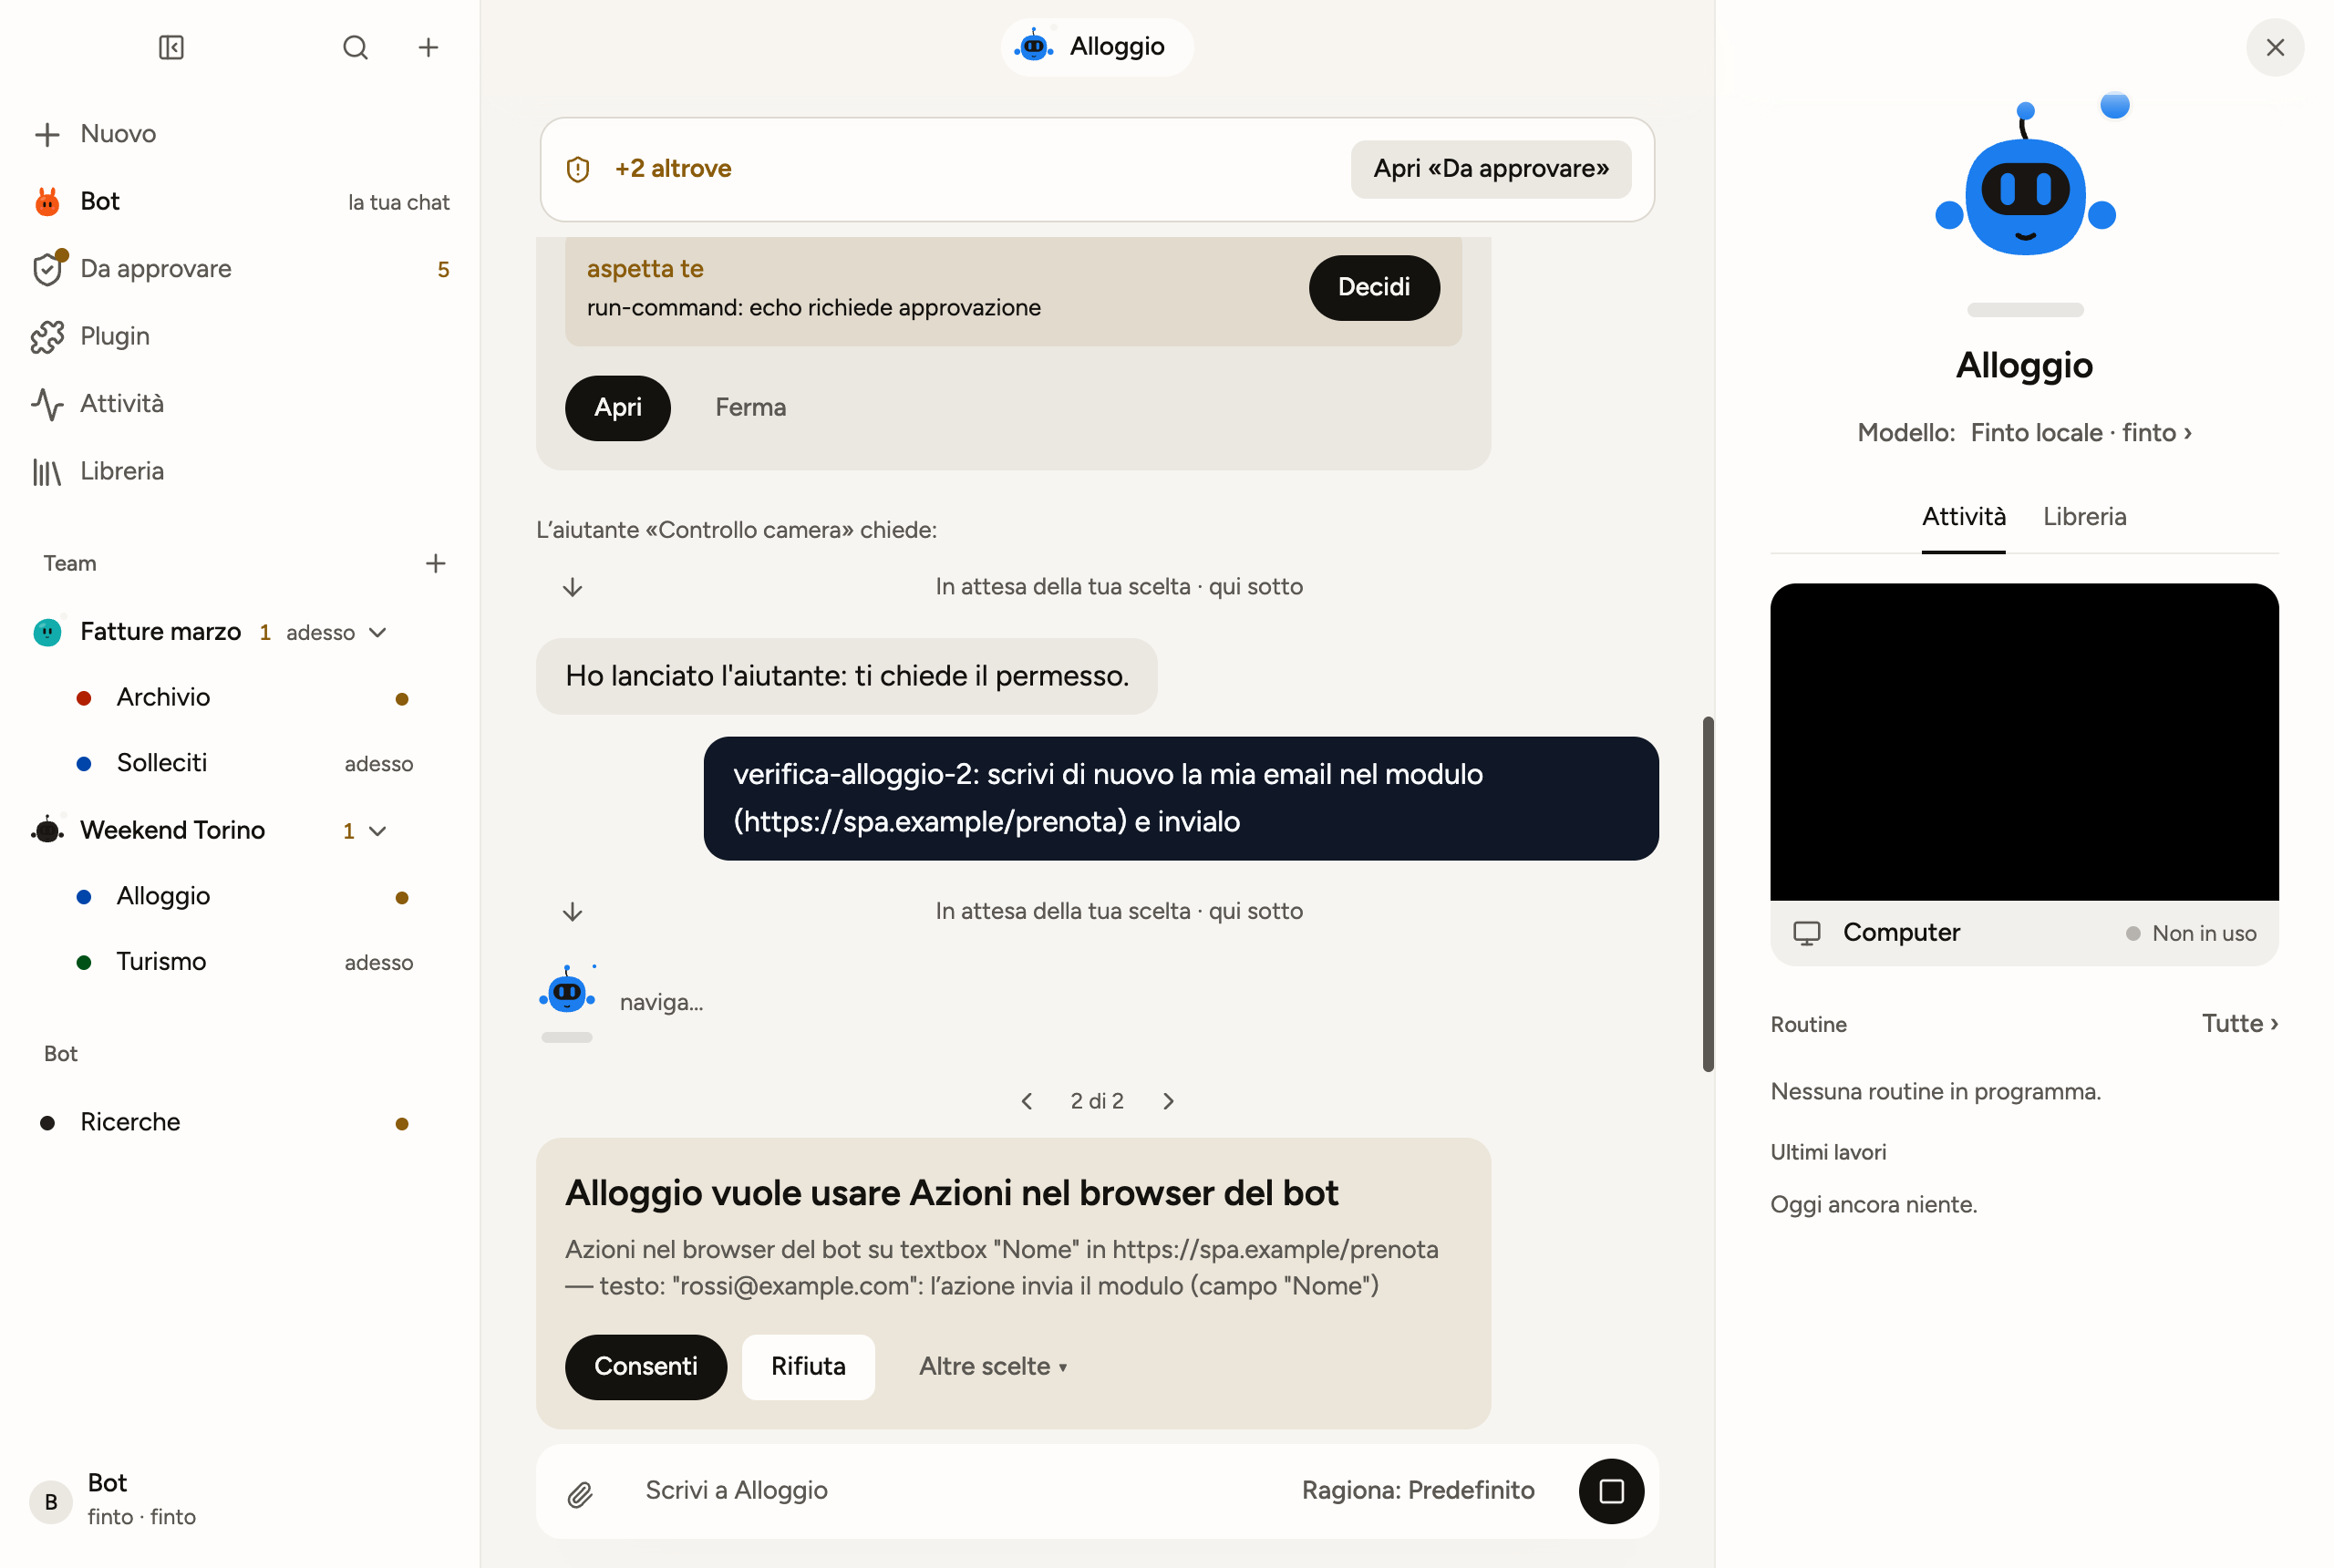 Nuovo
Bot
la tua chat
Da approvare
5
Plugin
Attività
Libreria
Team
Fatture marzo 1 adesso
Archivio
Solleciti adesso
Weekend Torino 1
Alloggio
Turismo adesso
Bot
Ricerche
B
Bot
finto · finto
Alloggio
+2 altrove
Apri «Da approvare»
aspetta te
run-command: echo richiede approvazione
Decidi
Apri
Ferma
L’aiutante «Controllo camera» chiede:
In attesa della tua scelta · qui sotto
Ho lanciato l'aiutante: ti chiede il permesso.
verifica-alloggio-2: scrivi di nuovo la mia email nel modulo
(https://spa.example/prenota) e invialo
In attesa della tua scelta · qui sotto
naviga...
2 di 2
Alloggio vuole usare Azioni nel browser del bot
Azioni nel browser del bot su textbox "Nome" in https://spa.example/prenota
— testo: "rossi@example.com": l’azione invia il modulo (campo "Nome")
Consenti
Rifiuta
Altre scelte
Scrivi a Alloggio
Ragiona: Predefinito
Alloggio
Modello: Finto locale · finto ›
Attività
Libreria
Computer
Non in uso
Routine
Tutte ›
Nessuna routine in programma.
Ultimi lavori
Oggi ancora niente.